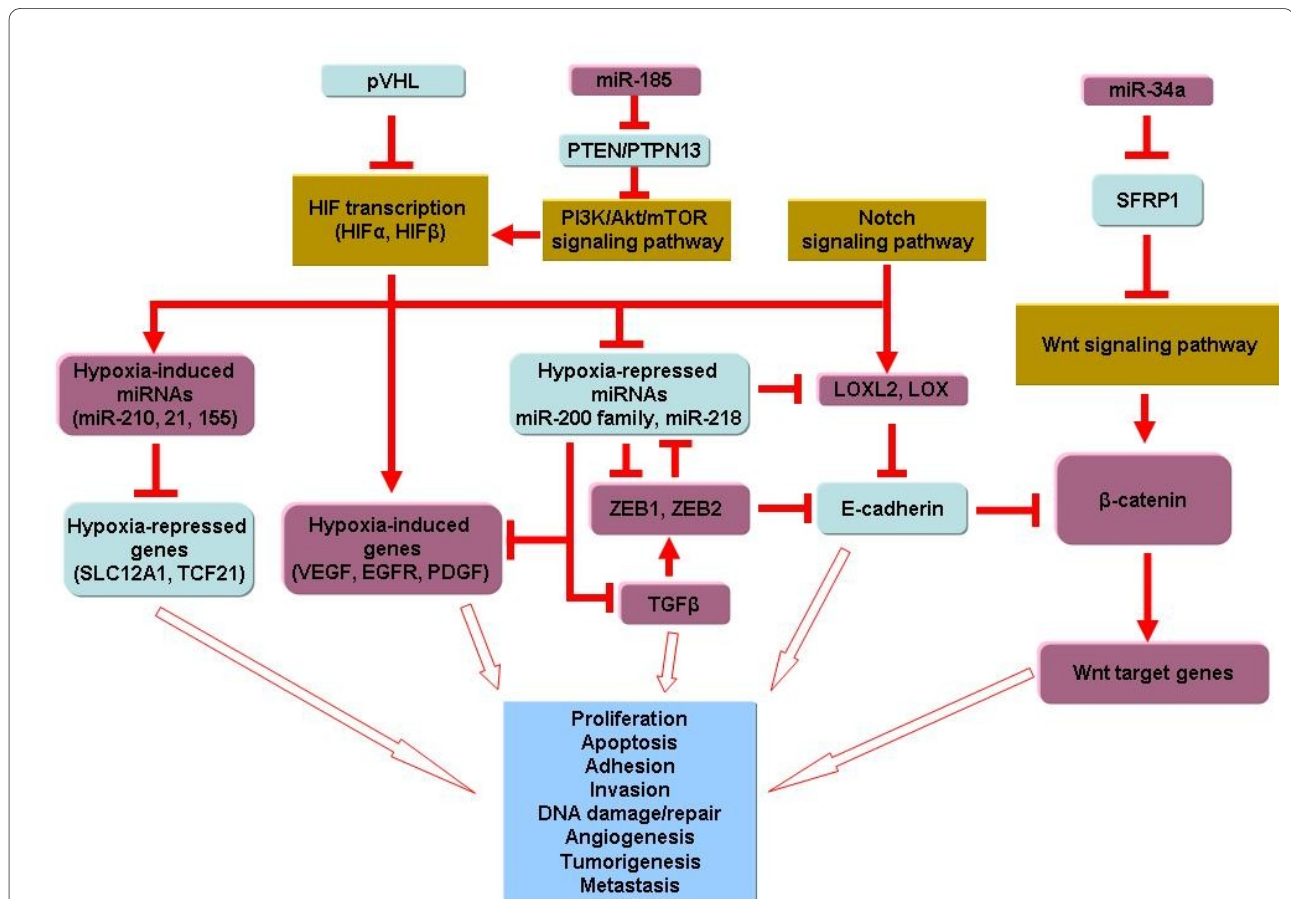 pVHL
miR-185
miR-34a
PTEN/PTPN13
SFRP1
HIF transcription
(HIFα, HIFβ)
PI3K/Akt/mTOR
signaling pathway
Notch
signaling pathway
Wnt signaling pathway
Hypoxia-induced
miRNAs
(miR-210, 21, 155)
Hypoxia-repressed
miRNAs
miR-200 family, miR-218
LOXL2, LOX
Hypoxia-repressed
genes
(SLC12A1, TCF21)
Hypoxia-induced
genes
(VEGF, EGFR, PDGF)
ZEB1, ZEB2
E-cadherin
β-catenin
TGFβ
Wnt target genes
Proliferation
Apoptosis
Adhesion
Invasion
DNA damage/repair
Angiogenesis
Tumorigenesis
Metastasis